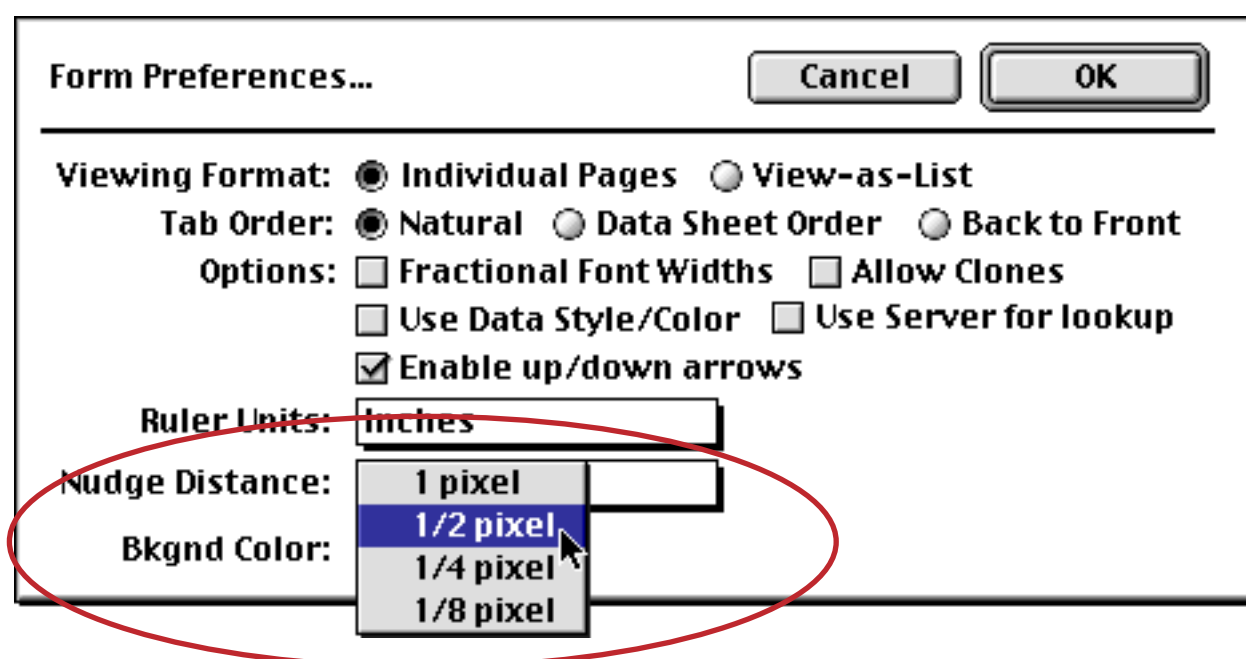 Form Preferences... Cancel OK
Viewing Format: Individual Pages View-as-List
Tab Order: Natural Data Sheet Order Back to Front
Options: Fractional Font Widths Allow Clones
Use Data Style/Color Use Server for lookup
Enable up/down arrows
Ruler Units: Inches
Nudge Distance: 1 pixel
1/2 pixel
Bkgnd Color:
1/4 pixel
1/8 pixel